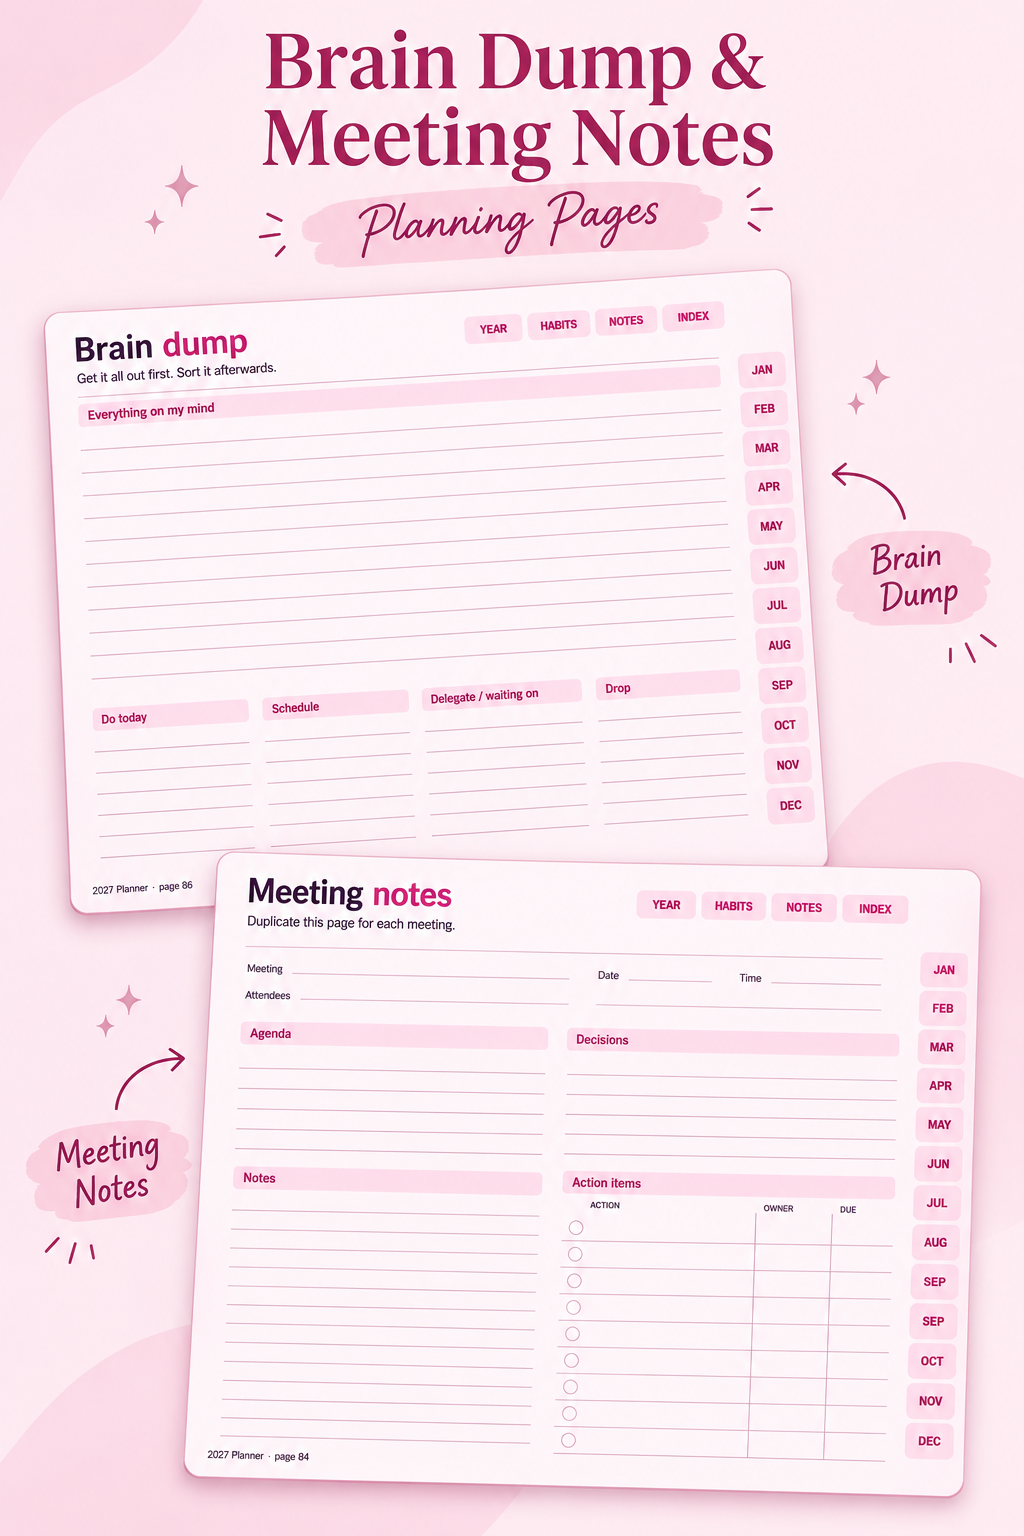 Brain Dump &
Meeting Notes
Planning Pages
Brain dump
Get it all out first. Sort it afterwards.
YEAR HABITS NOTES INDEX
Everything on my mind
JAN
FEB
MAR
APR
MAY
JUN
JUL
AUG
SEP
OCT
NOV
DEC
Do today Schedule Delegate / waiting on Drop
2027 Planner · page 86
Brain
Dump
Meeting notes
Duplicate this page for each meeting.
YEAR HABITS NOTES INDEX
Meeting Date Time
Attendees
Agenda Decisions
Notes Action items
ACTION OWNER DUE
JAN
FEB
MAR
APR
MAY
JUN
JUL
AUG
SEP
SEP
OCT
NOV
DEC
2027 Planner · page 84
Meeting
Notes